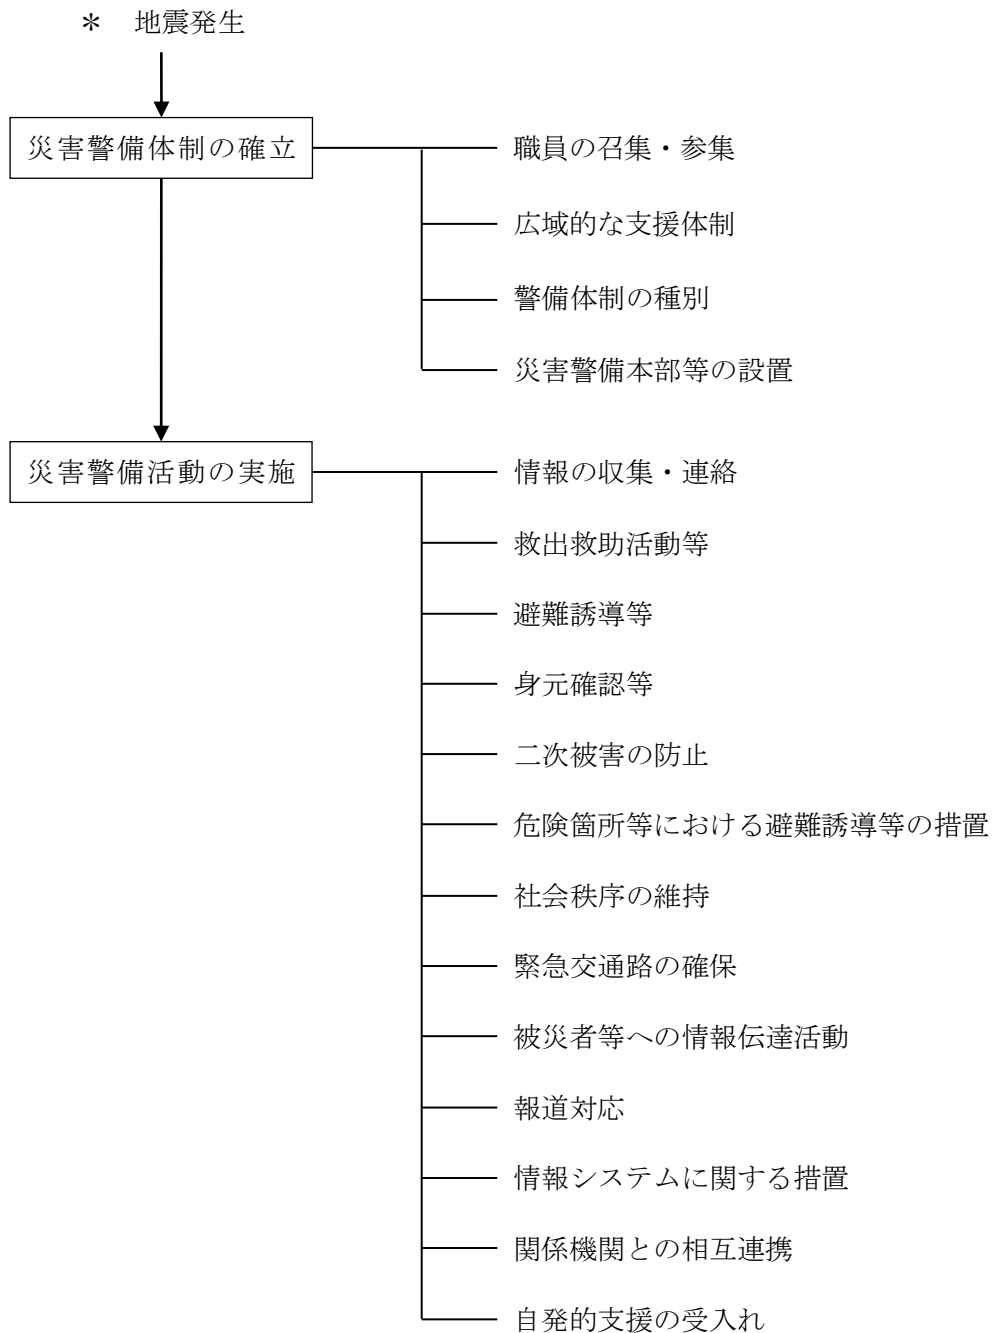 ＊　地震発生
災害警備体制の確立
職員の召集・参集
広域的な支援体制
警備体制の種別
災害警備本部等の設置
災害警備活動の実施
情報の収集・連絡
救出救助活動等
避難誘導等
身元確認等
二次被害の防止
危険箇所等における避難誘導等の措置
社会秩序の維持
緊急交通路の確保
被災者等への情報伝達活動
報道対応
情報システムに関する措置
関係機関との相互連携
自発的支援の受入れ